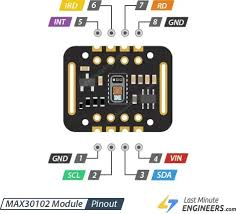 IRD 6 7 RD
INT 5 8 GND
GND 1 4 VIN
SCL 2 3 SDA
MAX30102 Module Pinout
Last Minute
ENGINEERS.com